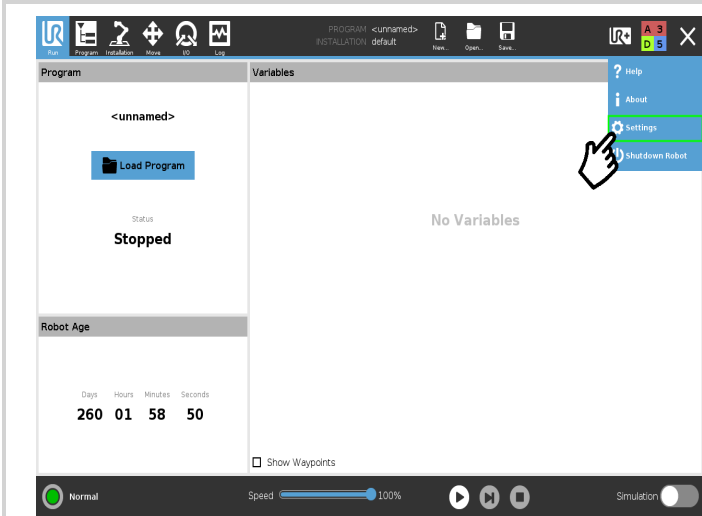 PROGRAM <unnamed>
INSTALLATION default
UR
Run
Program
Installation
Move
I/O
Log
New...
Open...
Save...
UR+
A 3
D 5
Program
Variables
? Help
i About
Settings
Shutdown Robot
<unnamed>
Load Program
Status
Stopped
No Variables
Robot Age
Days Hours Minutes Seconds
260 01 58 50
Show Waypoints
Normal
Speed
100%
Simulation